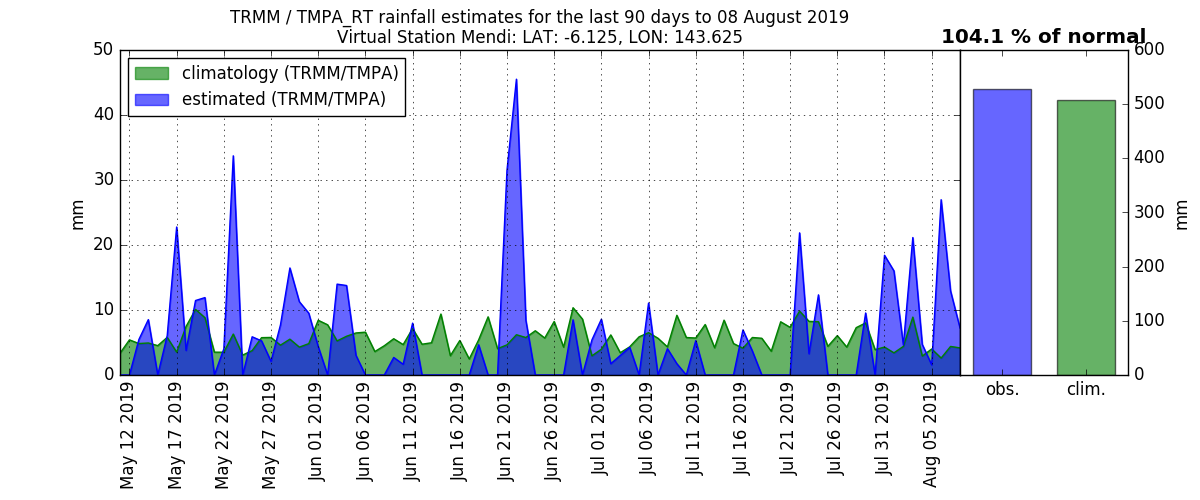 TRMM / TMPA_RT rainfall estimates for the last 90 days to 08 August 2019
Virtual Station Mendi: LAT: -6.125, LON: 143.625
104.1 % of normal
climatology (TRMM/TMPA)
estimated (TRMM/TMPA)
50
40
30
20
10
0
mm
600
500
400
300
200
100
0
mm
May 12 2019
May 17 2019
May 22 2019
May 27 2019
Jun 01 2019
Jun 06 2019
Jun 11 2019
Jun 16 2019
Jun 21 2019
Jun 26 2019
Jul 01 2019
Jul 06 2019
Jul 11 2019
Jul 16 2019
Jul 21 2019
Jul 26 2019
Jul 31 2019
Aug 05 2019
obs.
clim.